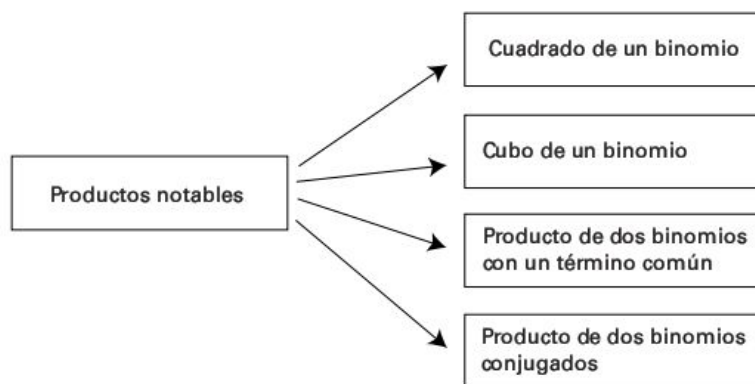 Productos notables
Cuadrado de un binomio
Cubo de un binomio
Producto de dos binomios
con un término común
Producto de dos binomios
conjugados